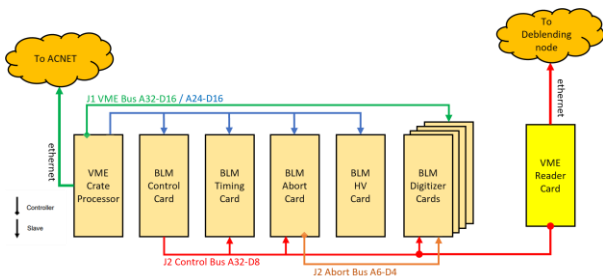 To
Deblending
node
To ACNET
J1 VME Bus A32-D16 / A24-D16
ethernet
ethernet
VME
Crate
Processor
BLM
Control
Card
BLM
Timing
Card
BLM
Abort
Card
BLM
HV
Card
BLM
Digitizer
Cards
VME
Reader
Card
Controller
Slave
J2 Control Bus A32-D8
J2 Abort Bus A6-D4